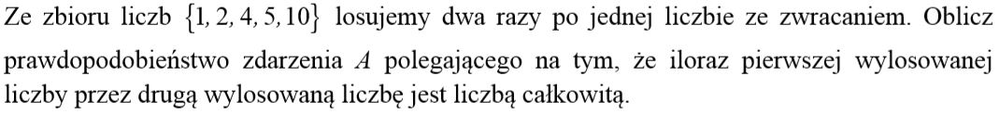 Ze zbioru liczb {1, 2, 4, 5, 10} losujemy dwa razy po jednej liczbie ze zwracaniem. Oblicz
prawdopodobieństwo zdarzenia A polegającego na tym, że iloraz pierwszej wylosowanej
liczby przez drugą wylosowaną liczbę jest liczbą całkowitą.